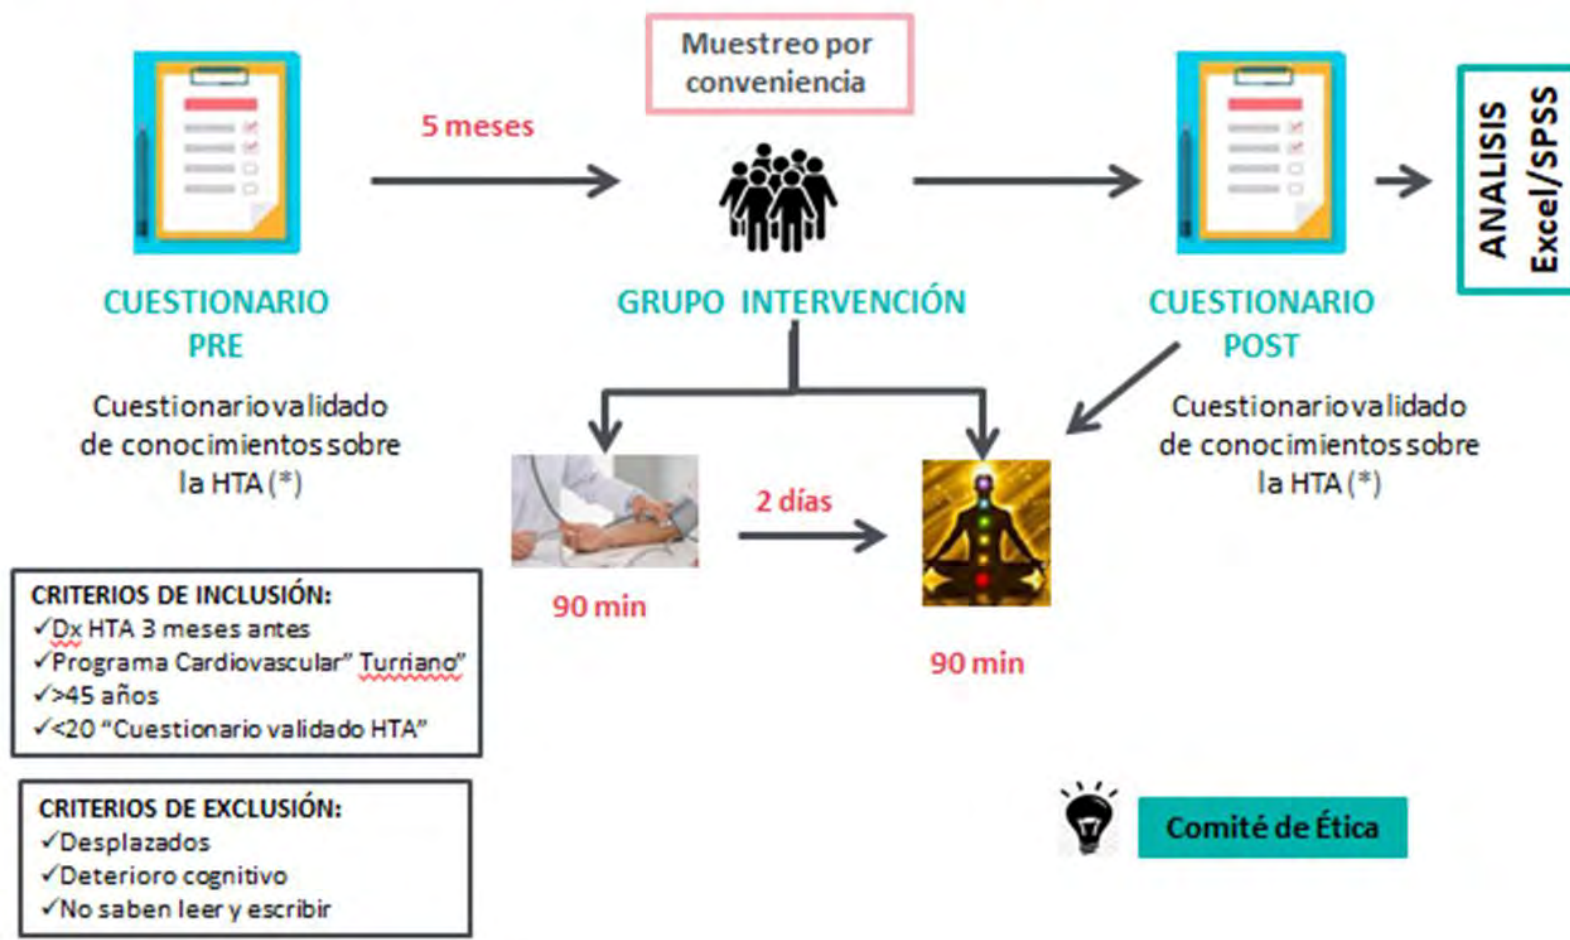 Muestreo por
conveniencia
5 meses
ANALISIS
Excel/SPSS
CUESTIONARIO
PRE
GRUPO INTERVENCIÓN
CUESTIONARIO
POST
Cuestionario validado
de conocimientos sobre
la HTA (*)
Cuestionario validado
de conocimientos sobre
la HTA (*)
2 días
90 min
90 min
CRITERIOS DE INCLUSIÓN:
✓Dx HTA 3 meses antes
✓Programa Cardiovascular” Turriano”
✓>45 años
✓<20 “Cuestionario validado HTA”
CRITERIOS DE EXCLUSIÓN:
✓Desplazados
✓Deterioro cognitivo
✓No saben leer y escribir
Comité de Ética